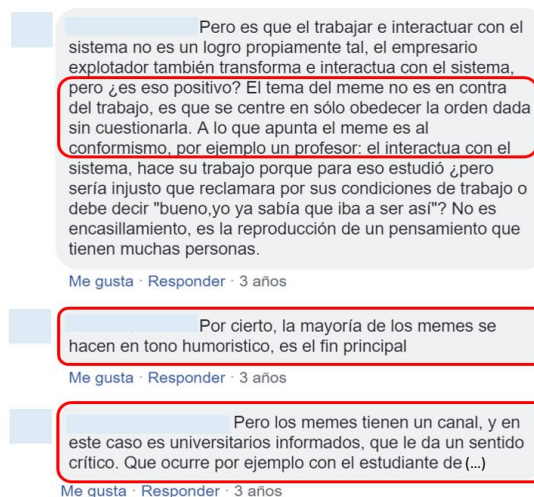 Pero es que el trabajar e interactuar con el
sistema no es un logro propiamente tal, el empresario
explotador también transforma e interactua con el sistema,
pero ¿es eso positivo? El tema del meme no es en contra
del trabajo, es que se centre en sólo obedecer la orden dada
sin cuestionarla. A lo que apunta el meme es al
conformismo, por ejemplo un profesor: el interactua con el
sistema, hace su trabajo porque para eso estudió ¿pero
sería injusto que reclamara por sus condiciones de trabajo o
debe decir "bueno,yo ya sabía que iba a ser así"? No es
encasillamiento, es la reproducción de un pensamiento que
tienen muchas personas.
Me gusta · Responder · 3 años
Por cierto, la mayoría de los memes se
hacen en tono humoristico, es el fin principal
Me gusta · Responder · 3 años
Pero los memes tienen un canal, y en
este caso es universitarios informados, que le da un sentido
crítico. Que ocurre por ejemplo con el estudiante de (...)
Me gusta · Responder · 3 años